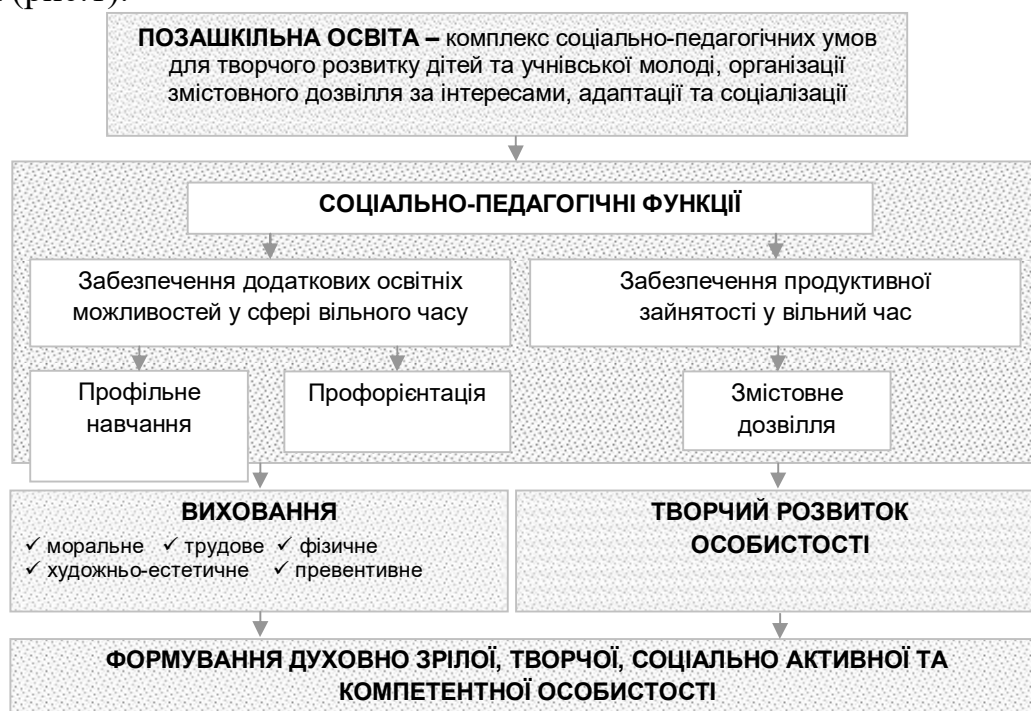 (рис.1).
ПОЗАШКІЛЬНА ОСВІТА – комплекс соціально-педагогічних умов
для творчого розвитку дітей та учнівської молоді, організації
змістовного дозвілля за інтересами, адаптації та соціалізації
СОЦІАЛЬНО-ПЕДАГОГІЧНІ ФУНКЦІЇ
Забезпечення додаткових освітніх
можливостей у сфері вільного часу
Забезпечення продуктивної
зайнятості у вільний час
Профільне
навчання
Профорієнтація
Змістовне
дозвілля
ВИХОВАННЯ
✓ моральне ✓ трудове ✓ фізичне
✓ художньо-естетичне ✓ превентивне
ТВОРЧИЙ РОЗВИТОК
ОСОБИСТОСТІ
ФОРМУВАННЯ ДУХОВНО ЗРІЛОЇ, ТВОРЧОЇ, СОЦІАЛЬНО АКТИВНОЇ ТА
КОМПЕТЕНТНОЇ ОСОБИСТОСТІ